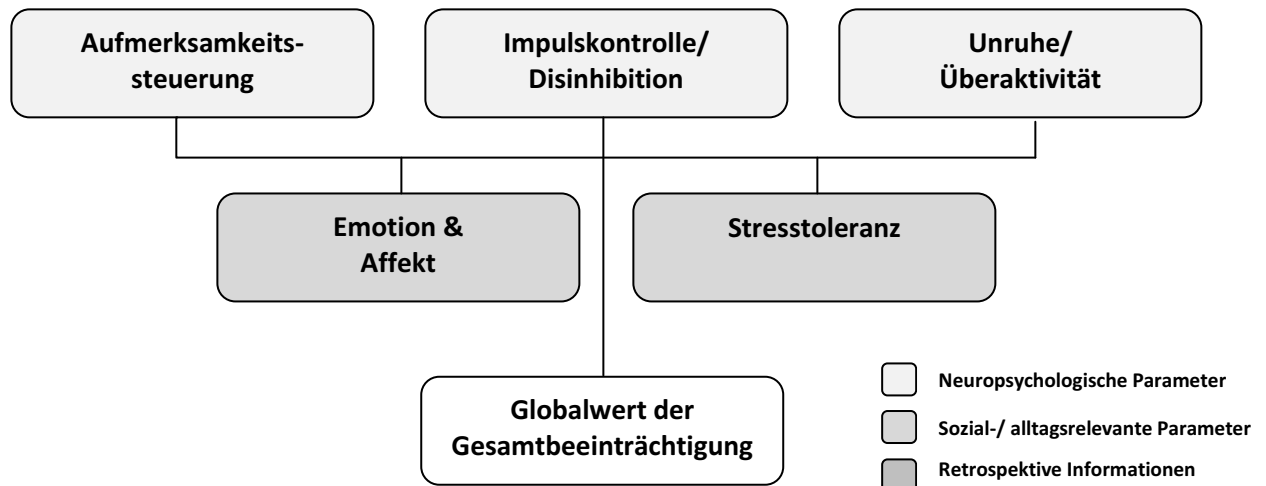 Aufmerksamkeits-
steuerung
Impulskontrolle/
Disinhibition
Unruhe/
Überaktivität
Emotion &
Affekt
Stresstoleranz
Globalwert der
Gesamtbeeinträchtigung
Neuropsychologische Parameter
Sozial-/ alltagsrelevante Parameter
Retrospektive Informationen